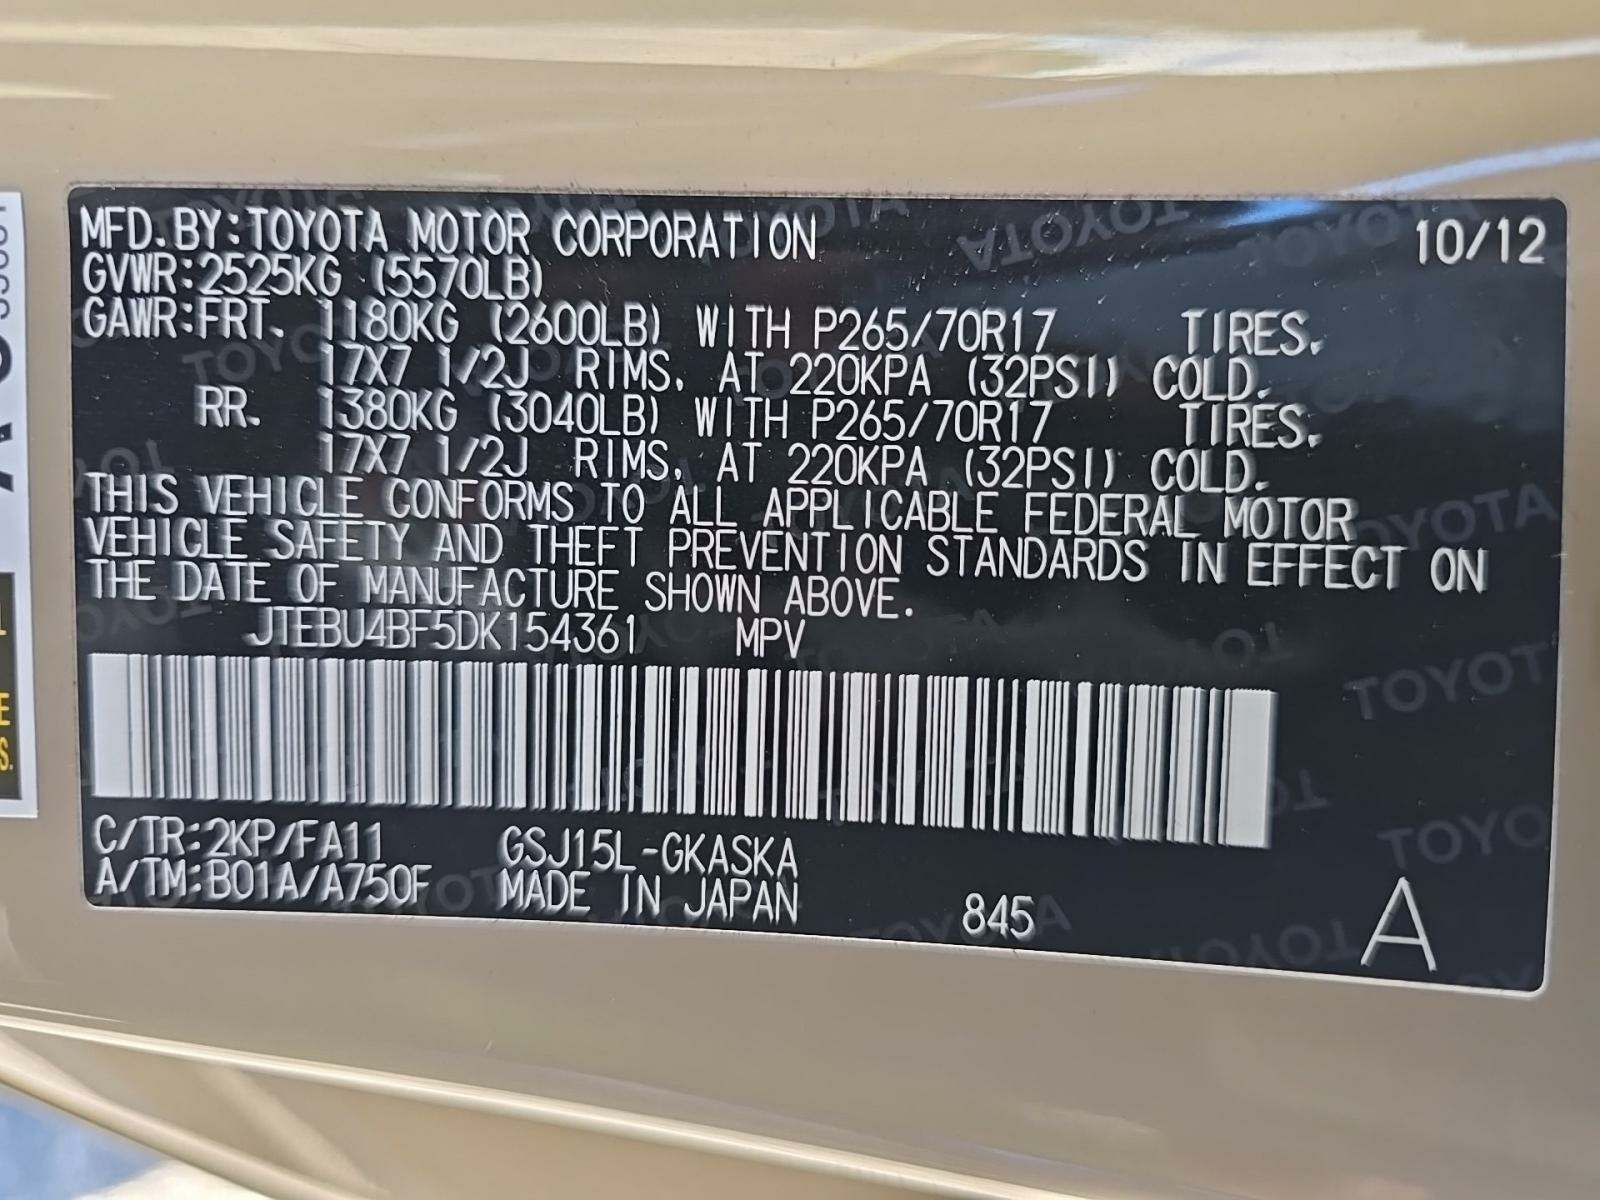 MFD.BY:TOYOTA MOTOR CORPORATION 10/12
GVWR:2525KG (5570LB)
GAWR:FRT. 1180KG (2600LB) WITH P265/70R17 TIRES.
17X7 1/2J RIMS. AT 220KPA (32PSI) COLD.
RR. 1380KG (3040LB) WITH P265/70R17 TIRES.
17X7 1/2J RIMS. AT 220KPA (32PSI) COLD.
THIS VEHICLE CONFORMS TO ALL APPLICABLE FEDERAL MOTOR
VEHICLE SAFETY AND THEFT PREVENTION STANDARDS IN EFFECT ON
THE DATE OF MANUFACTURE SHOWN ABOVE.
JTEBU4BF5DK154361 MPV
C/TR:2KP/FA11 GSJ15L-GKASKA
A/TM:B01A/A750F MADE IN JAPAN 845 A